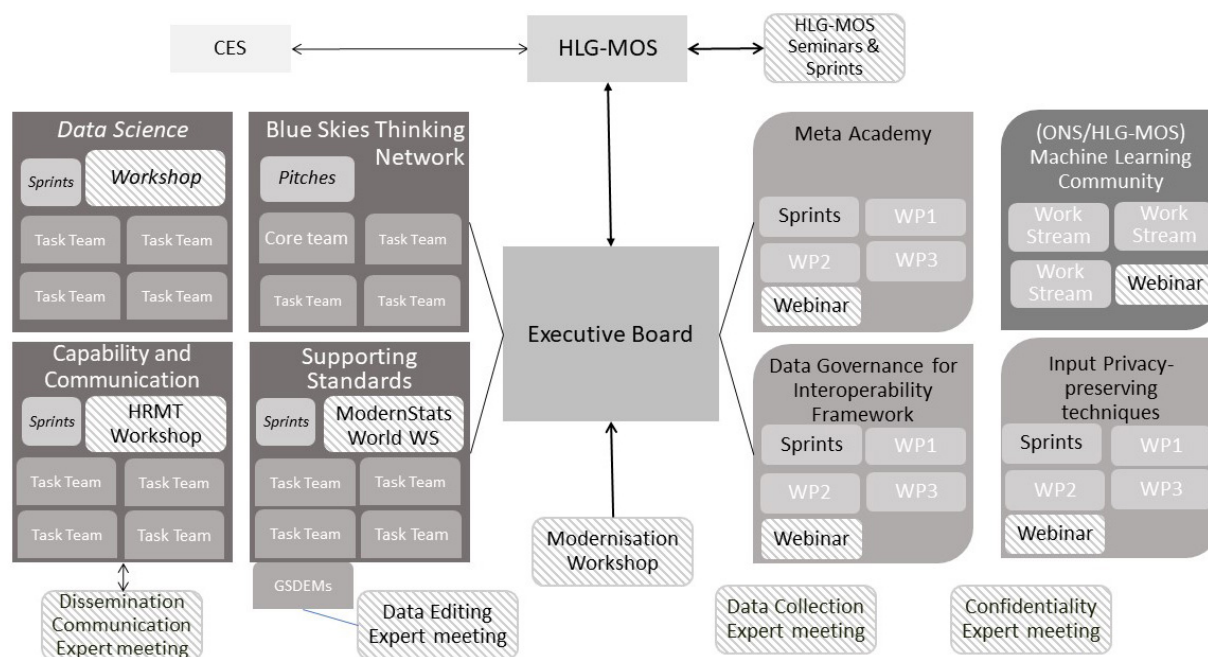 CES
HLG-MOS
HLG-MOS
Seminars &
Sprints
Data Science
Sprints
Workshop
Task Team
Task Team
Task Team
Task Team
Blue Skies Thinking
Network
Pitches
Core team
Task Team
Task Team
Task Team
Capability and
Communication
Sprints
HRMT
Workshop
Task Team
Task Team
Task Team
Task Team
Supporting
Standards
Sprints
ModernStats
World WS
Task Team
Task Team
Task Team
Task Team
GSDEMs
Dissemination
Communication
Expert meeting
Data Editing
Expert meeting
Executive Board
Modernisation
Workshop
Meta Academy
Sprints
WP1
WP2
WP3
Webinar
(ONS/HLG-MOS)
Machine Learning
Community
Work
Stream
Work
Stream
Work
Stream
Webinar
Data Governance for
Interoperability
Framework
Sprints
WP1
WP2
WP3
Webinar
Input Privacy-
preserving
techniques
Sprints
WP1
WP2
WP3
Webinar
Data Collection
Expert meeting
Confidentiality
Expert meeting